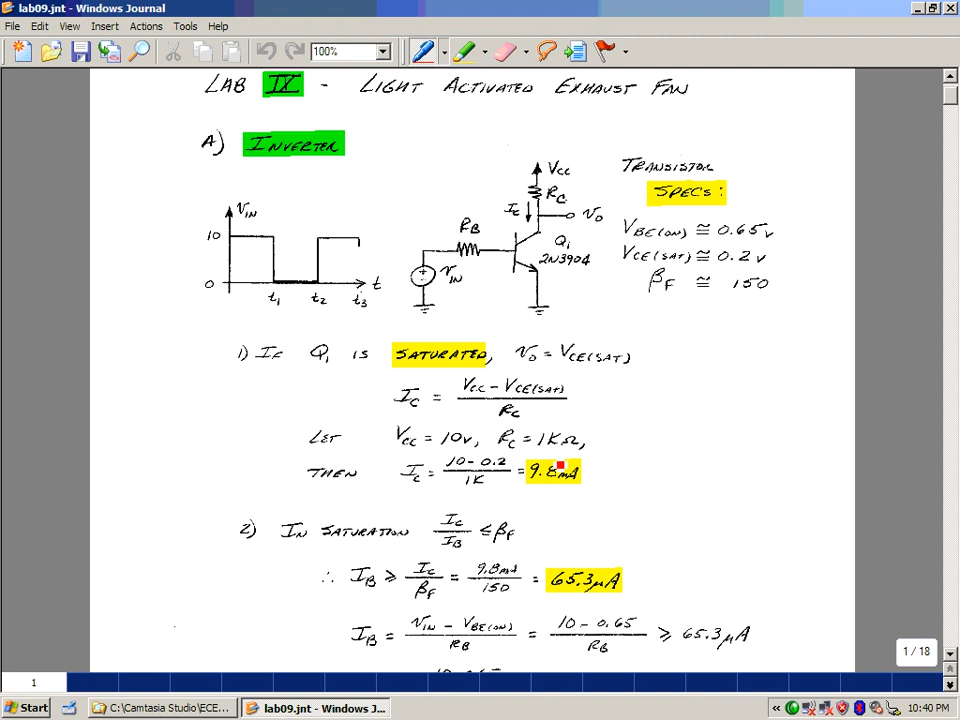 lab09.jnt - Windows Journal
File Edit View Insert Actions Tools Help
100%
LAB IX - LIGHT ACTIVATED EXHAUST FAN
A) INVERTER
VIN
10
0
t1 t2 t3 t
VCC
RC
IC
VO
RB
Q1
2N3904
VIN
TRANSISTOR
SPECS:
VBE(ON) ≅ 0.65V
VCE(SAT) ≅ 0.2V
βF ≅ 150
1) IF Q1 IS SATURATED, VO = VCE(SAT)
IC = VCC - VCE(SAT) / RC
LET VCC = 10V, RC = 1KΩ,
THEN IC = 10 - 0.2 / 1K = 9.8mA
2) IN SATURATION IC / IB ≤ βF
∴ IB ≥ IC / βF = 9.8mA / 150 = 65.3μA
IB = VIN - VBE(ON) / RB = 10 - 0.65 / RB ≥ 65.3μA
1 / 18
1
Start C:\Camtasia Studio\ECE... lab09.jnt - Windows J... « 10:40 PM